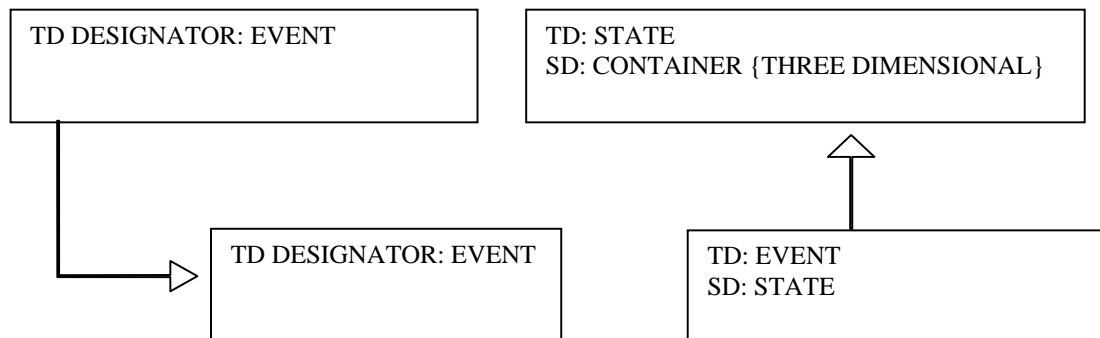 TD DESIGNATOR: EVENT
TD: STATE
SD: CONTAINER {THREE DIMENSIONAL}
TD DESIGNATOR: EVENT
TD: EVENT
SD: STATE